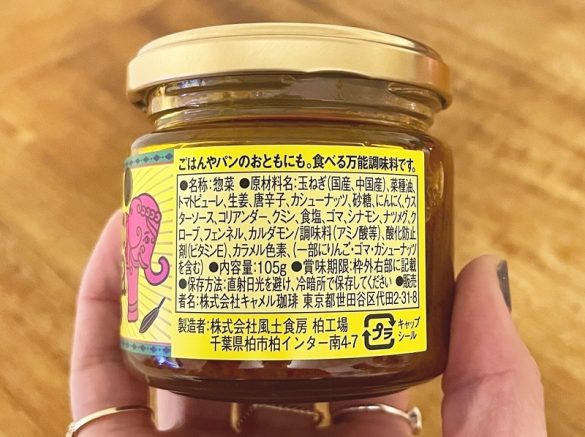 ごはんやパンのおともにも。食べる万能調味料です。
●名称:惣菜 ●原材料名:玉ねぎ(国産、中国産)、菜種油、
トマトピューレ、生姜、唐辛子、カシューナッツ、砂糖、にんにく、ウス
ターソース、コリアンダー、クミン、食塩、ゴマ、シナモン、ナツメグ、ク
ローブ、フェンネル、カルダモン/調味料(アミノ酸等)、酸化防止
剤(ビタミンE)、カラメル色素、(一部にりんご・ゴマ・カシューナッツ
を含む) ●内容量:105g ●賞味期限:枠外右部に記載
●保存方法:直射日光を避け、冷暗所で保存してください ●販売
者名:株式会社キャメル珈琲 東京都世田谷区代田2-31-8
製造者:株式会社風土食房 柏工場
千葉県柏市柏インター南4-7
プラ
キャップ
シール